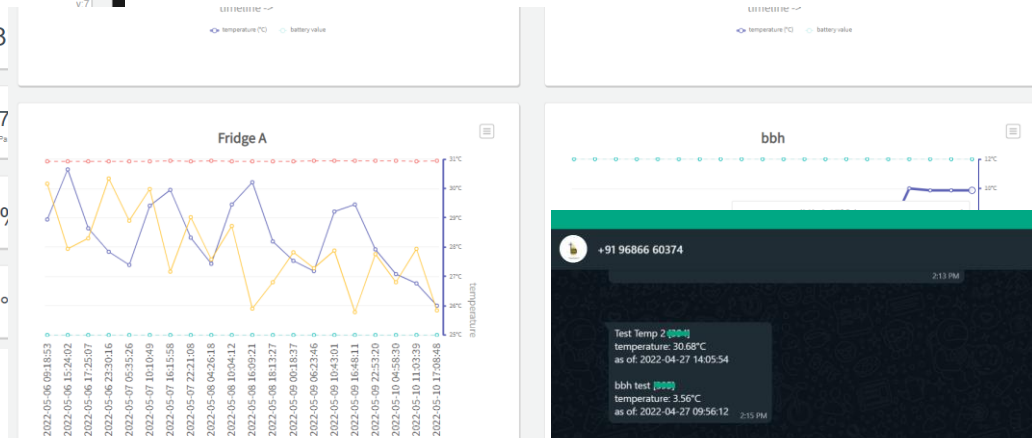 v:7
timeline ->
temperature (°C) battery value
timeline ->
temperature (°C) battery value
Fridge A
31°C
30°C
29°C
28°C
27°C
26°C
25°C
temperature
2022-05-06 09:18:53
2022-05-06 15:24:02
2022-05-06 17:25:07
2022-05-06 23:30:16
2022-05-07 05:35:26
2022-05-07 10:10:49
2022-05-07 16:15:58
2022-05-07 22:21:08
2022-05-08 04:26:18
2022-05-08 10:04:12
2022-05-08 16:09:21
2022-05-08 18:13:27
2022-05-09 00:18:37
2022-05-09 06:23:46
2022-05-09 10:43:01
2022-05-09 16:48:11
2022-05-09 22:53:20
2022-05-10 04:58:30
2022-05-10 11:03:39
2022-05-10 17:08:48
bbh
12°C
10°C
+91 96866 60374
2:13 PM
Test Temp 2
temperature: 30.68°C
as of: 2022-04-27 14:05:54
bbh test
temperature: 3.56°C
as of: 2022-04-27 09:56:12
2:15 PM